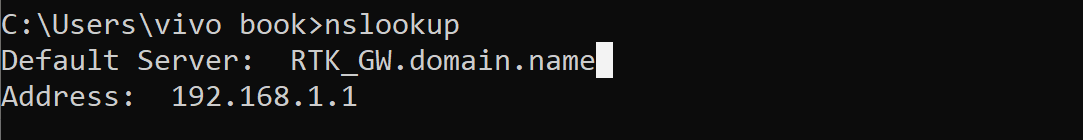 C:\Users\vivo book>nslookup
Default Server:  RTK_GW.domain.name
Address:  192.168.1.1